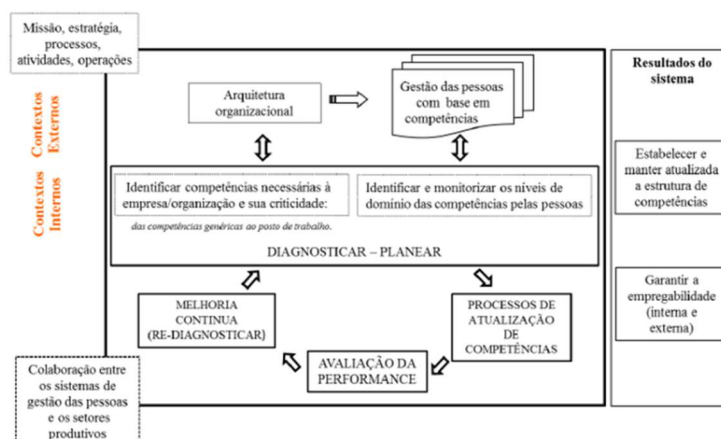 Missão, estratégia,
processos,
atividades, operações
Contextos
Externos
Contextos
Internos
Colaboração entre
os sistemas de
gestão das pessoas
e os setores
produtivos
Arquitetura
organizacional
Gestão das pessoas
com base em
competências
Identificar competências necessárias à
empresa/organização e sua criticidade:
das competências genéricas ao posto de trabalho.
Identificar e monitorizar os níveis de
domínio das competências pelas pessoas
DIAGNOSTICAR – PLANEAR
MELHORIA
CONTINUA
(RE-DIAGNOSTICAR)
PROCESSOS DE
ATUALIZAÇÃO
DE
COMPETÊNCIAS
AVALIAÇÃO DA
PERFORMANCE
Resultados do
sistema
Estabelecer e
manter atualizada
a estrutura de
competências
Garantir a
empregabilidade
(interna e
externa)